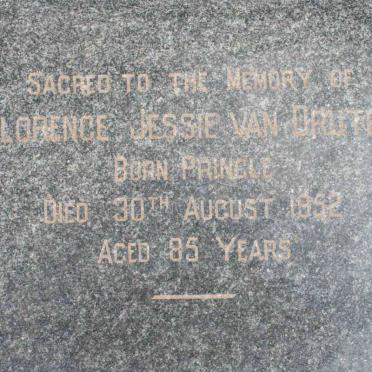 SACRED TO THE MEMORY OF
LORENCE JESSIE VAN DRUT
BORN PRINGLE
DIED 30TH AUGUST 1952
AGED 85 YEARS